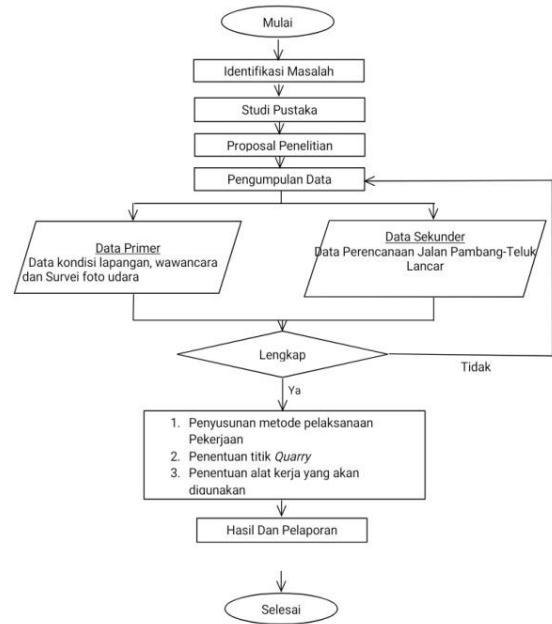 Mulai
Identifikasi Masalah
Studi Pustaka
Proposal Penelitian
Pengumpulan Data
Data Primer
Data kondisi lapangan, wawancara
dan Survei foto udara
Data Sekunder
Data Perencanaan Jalan Pambang-Teluk
Lancar
Lengkap
Tidak
Ya
1. Penyusunan metode pelaksanaan
Pekerjaan
2. Penentuan titik Quarry
3. Penentuan alat kerja yang akan
digunakan
Hasil Dan Pelaporan
Selesai